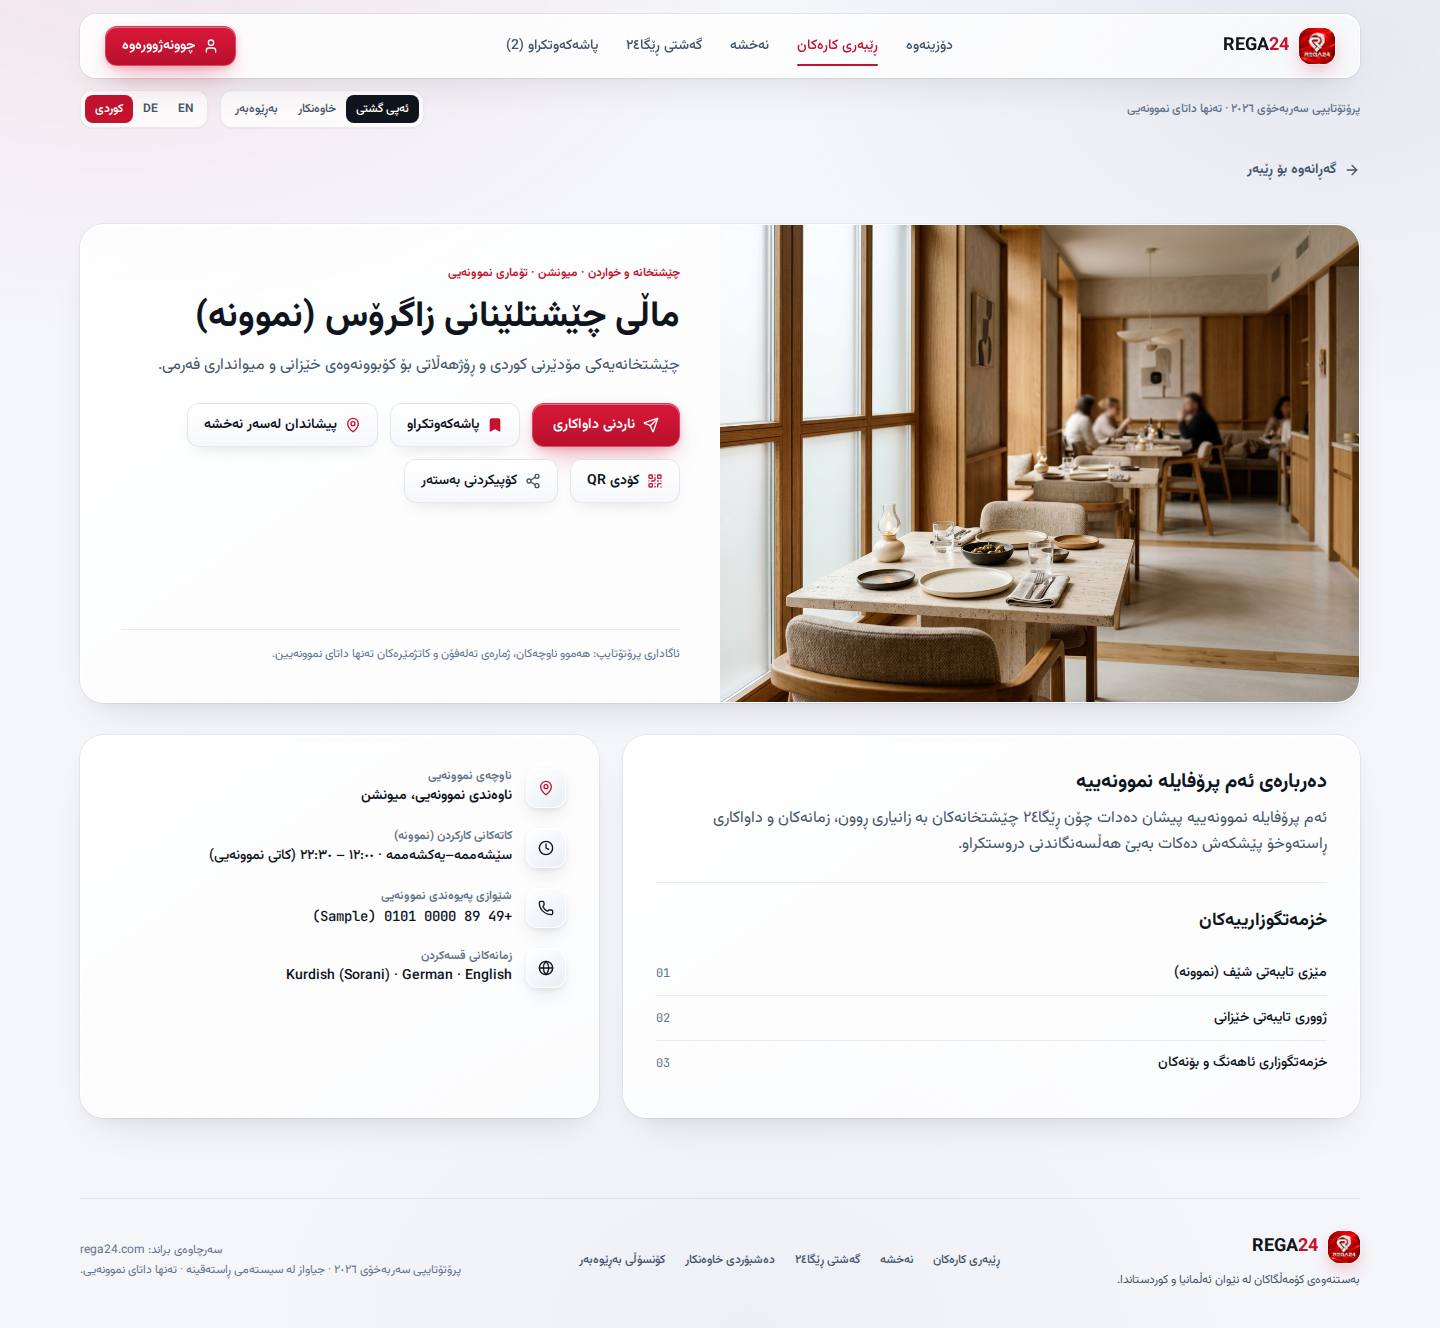 REGA24
دۆزینەوە
ڕێبەری کارەکان
نەخشە
گەشتی ڕێگا٢٤
پاشەکەوتکراو (2)
چوونەژوورەوە
پرۆتۆتایپی سەربەخۆی ٢٠٢٦ · تەنها داتای نموونەیی
ئەپی گشتی
خاوەنکار
بەڕێوەبەر
EN
DE
کوردی
گەڕانەوە بۆ ڕێبەر
چێشتخانە و خواردن · میونشن · تۆماری نموونەیی
ماڵی چێشتلێنانی زاگرۆس (نموونە)
چێشتخانەیەکی مۆدێرنی کوردی و ڕۆژهەڵاتی بۆ کۆبوونەوەی خێزانی و میوانداری فەرمی.
ناردنی داواکاری
پاشەکەوتکراو
پیشاندان لەسەر نەخشە
کۆدی QR
کۆپیکردنی بەستەر
ئاگاداری پرۆتۆتایپ: هەموو ناوچەکان، ژمارەی تەلەفۆن و کاتژمێرەکان تەنها داتای نموونەیین.
دەربارەی ئەم پرۆفایلە نموونەییە
ئەم پرۆفایلە نموونەییە پیشان دەدات چۆن ڕێگا٢٤ چێشتخانەکان بە زانیاری ڕوون، زمانەکان و داواکاری
ڕاستەوخۆ پێشکەش دەکات بەبێ هەڵسەنگاندنی دروستکراو.
خزمەتگوزارییەکان
مێزی تایبەتی شێف (نموونە)
01
ژووری تایبەتی خێزانی
02
خزمەتگوزاری ئاهەنگ و بۆنەکان
03
ناوچەی نموونەیی
ناوەندی نموونەیی، میونشن
کاتەکانی کارکردن (نموونە)
سێشەممە–یەکشەممە · ١٢:٠٠ – ٢٢:٣٠ (کاتی نموونەیی)
شێوازی پەیوەندی نموونەیی
+49 89 0000 0101 (Sample)
زمانەکانی قسەکردن
Kurdish (Sorani) · German · English
REGA24
بەستنەوەی کۆمەڵگاکان لە نێوان ئەڵمانیا و کوردستاندا.
ڕێبەری کارەکان
نەخشە
گەشتی ڕێگا٢٤
دەشبۆردی خاوەنکار
کۆنسۆڵی بەڕێوەبەر
سەرچاوەی براند: rega24.com
پرۆتۆتایپی سەربەخۆی ٢٠٢٦ · جیاواز لە سیستەمی ڕاستەقینە · تەنها داتای نموونەیی.